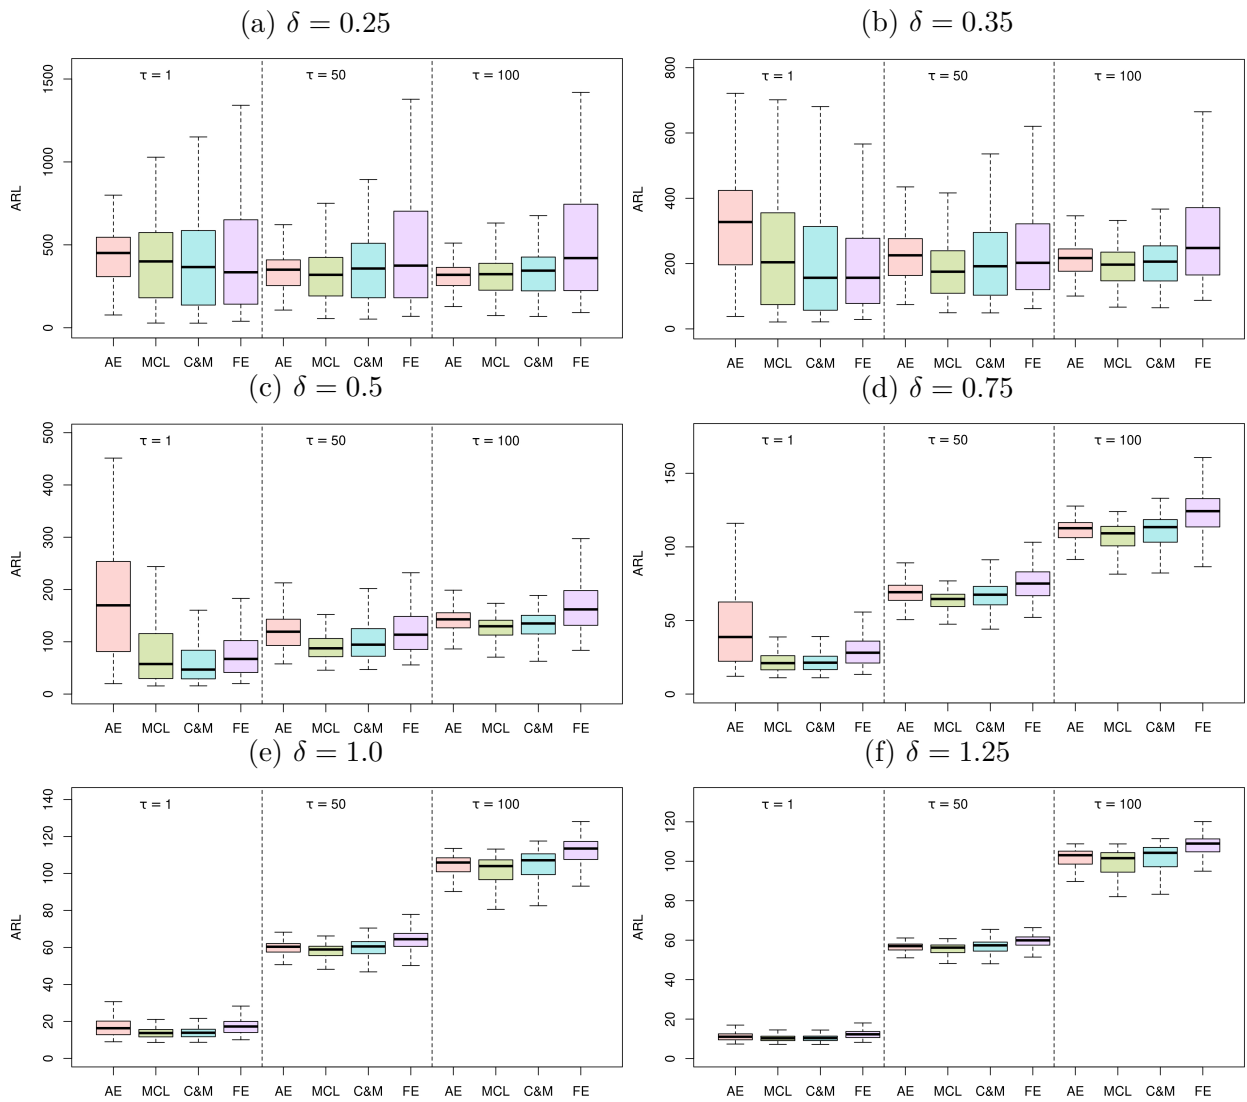 (a) δ = 0.25
(b) δ = 0.35
ARL
0
500
1000
1500
τ = 1
τ = 50
τ = 100
AE MCL C&M FE AE MCL C&M FE AE MCL C&M FE
ARL
0
200
400
600
800
τ = 1
τ = 50
τ = 100
AE MCL C&M FE AE MCL C&M FE AE MCL C&M FE
(c) δ = 0.5
(d) δ = 0.75
ARL
0
100
200
300
400
500
τ = 1
τ = 50
τ = 100
AE MCL C&M FE AE MCL C&M FE AE MCL C&M FE
ARL
0
50
100
150
τ = 1
τ = 50
τ = 100
AE MCL C&M FE AE MCL C&M FE AE MCL C&M FE
(e) δ = 1.0
(f) δ = 1.25
ARL
0
20
40
60
80
100
120
140
τ = 1
τ = 50
τ = 100
AE MCL C&M FE AE MCL C&M FE AE MCL C&M FE
ARL
0
20
40
60
80
100
120
τ = 1
τ = 50
τ = 100
AE MCL C&M FE AE MCL C&M FE AE MCL C&M FE